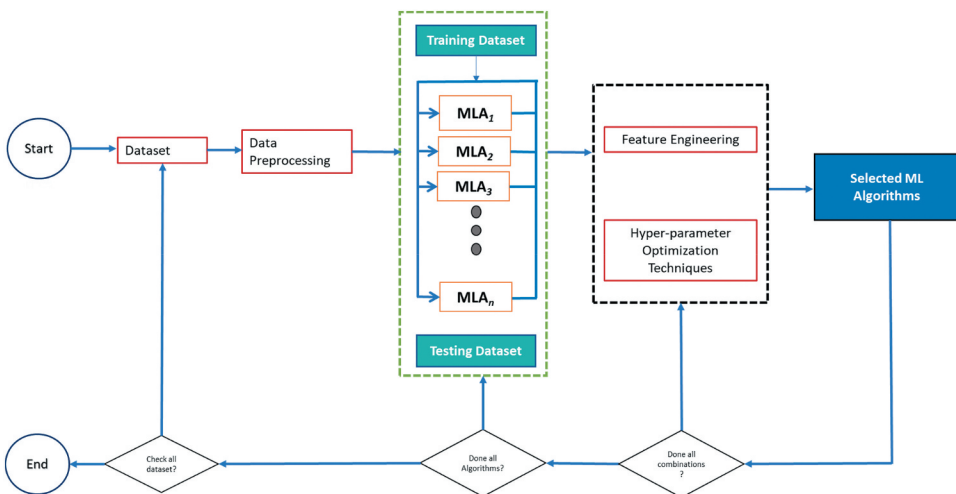 Start
Dataset
Data
Preprocessing
Training Dataset
MLA1
MLA2
MLA3
MLAn
Testing Dataset
Feature Engineering
Hyper-parameter
Optimization
Techniques
Selected ML
Algorithms
Done all
combinations
?
Done all
Algorithms?
Check all
dataset?
End